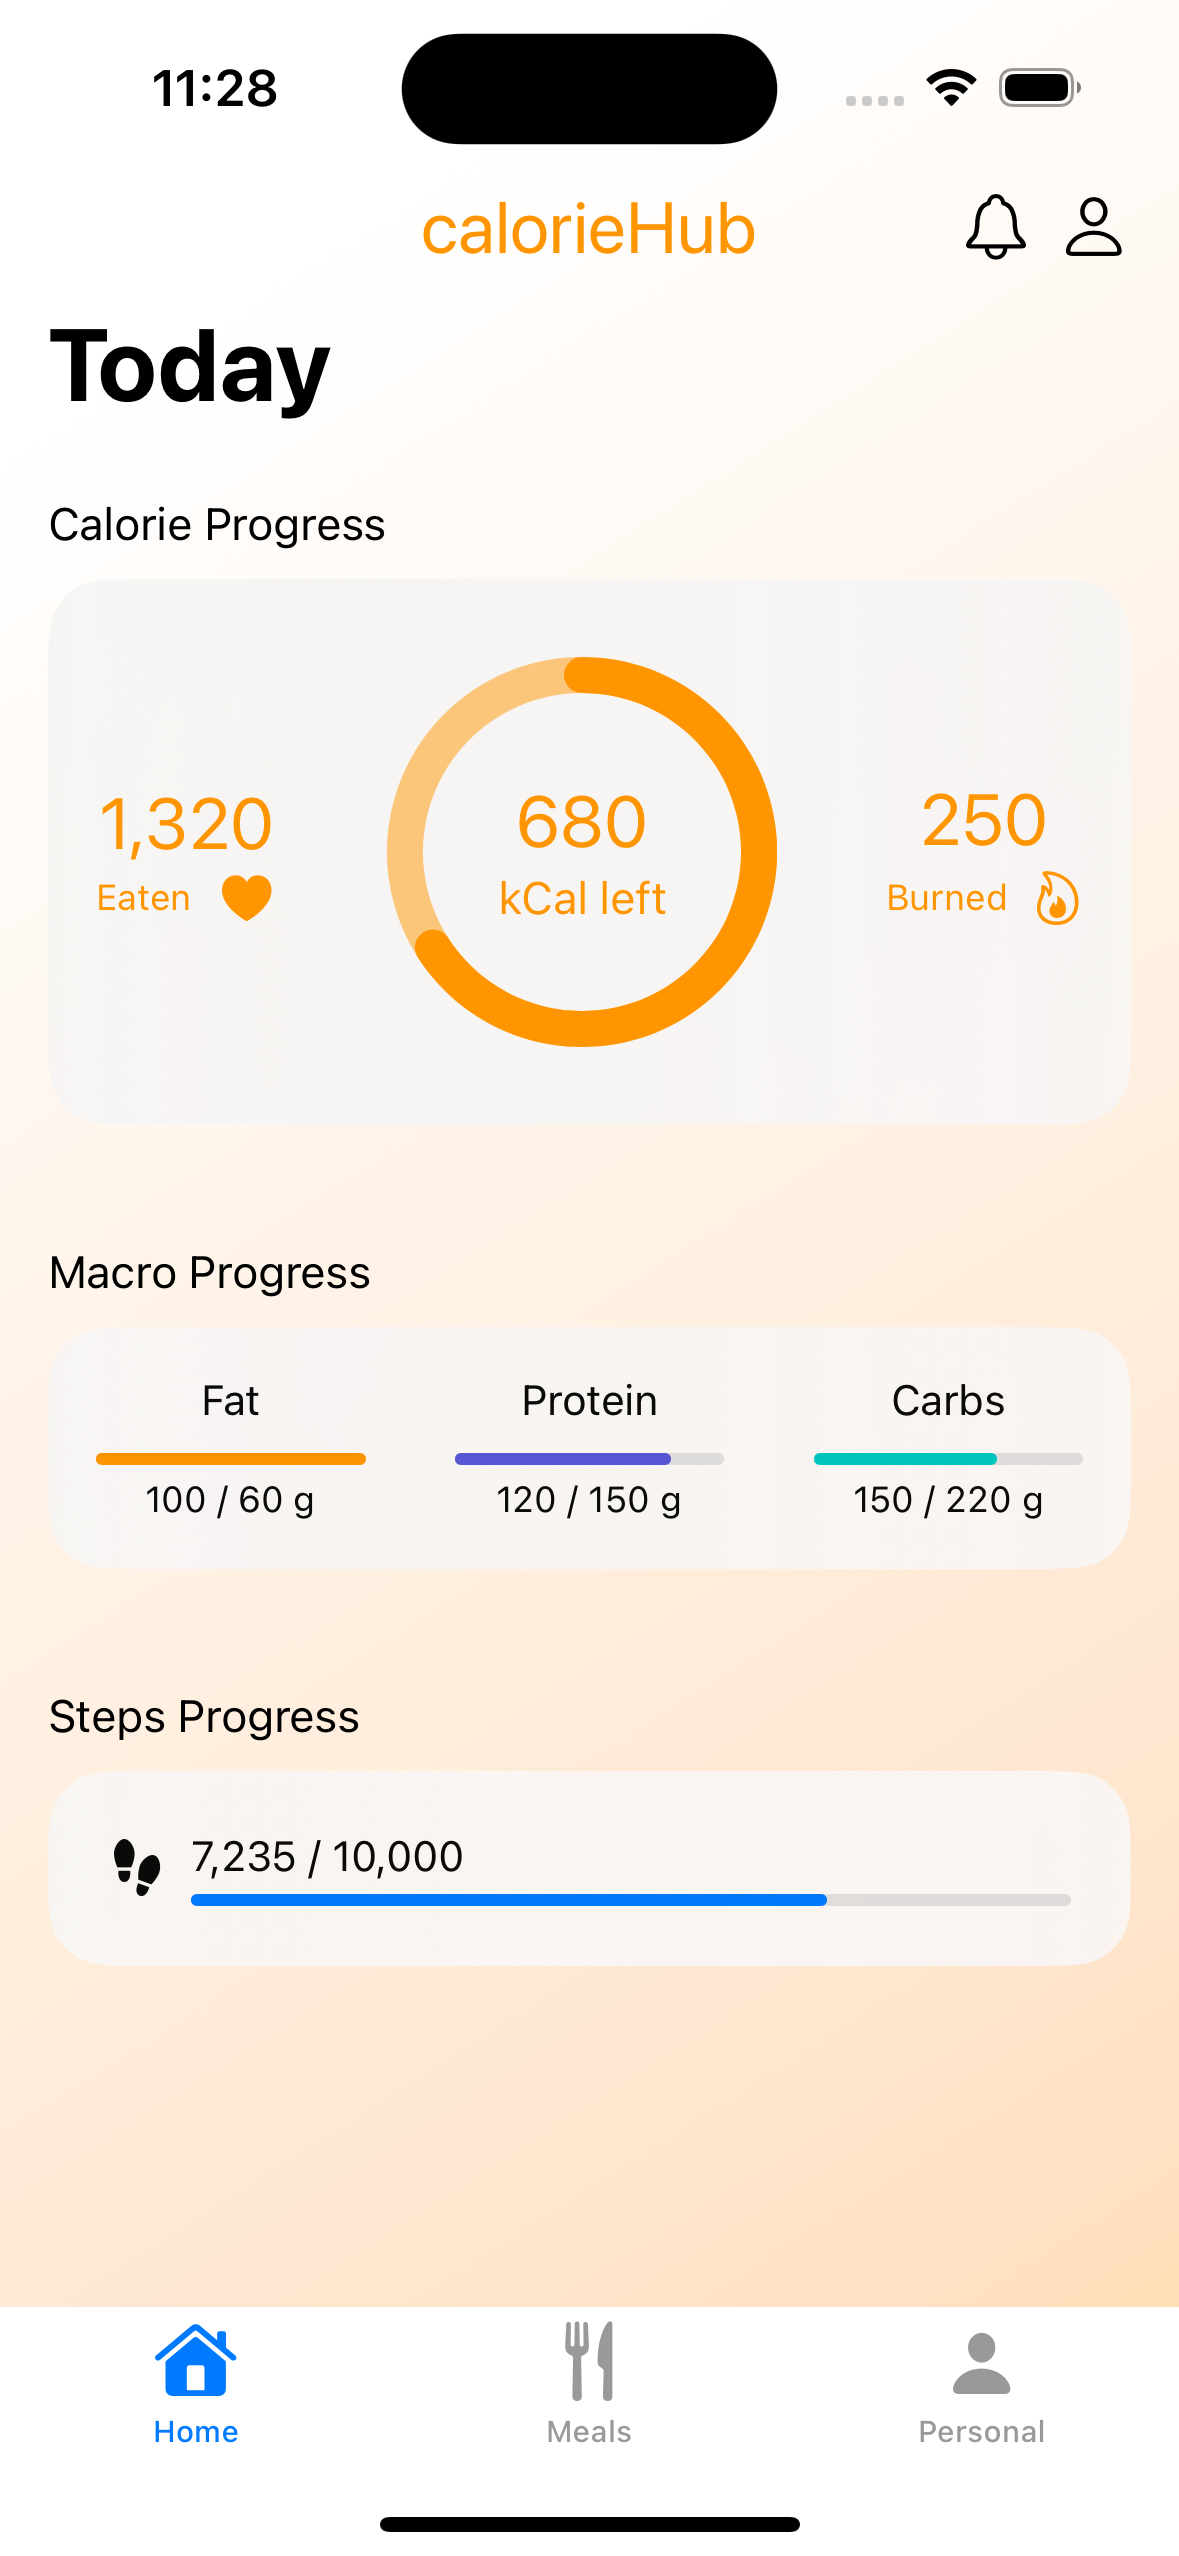 11:28
calorieHub
Today
Calorie Progress
1,320
Eaten
680
kCal left
250
Burned
Macro Progress
Fat
100 / 60 g
Protein
120 / 150 g
Carbs
150 / 220 g
Steps Progress
7,235 / 10,000
Home
Meals
Personal